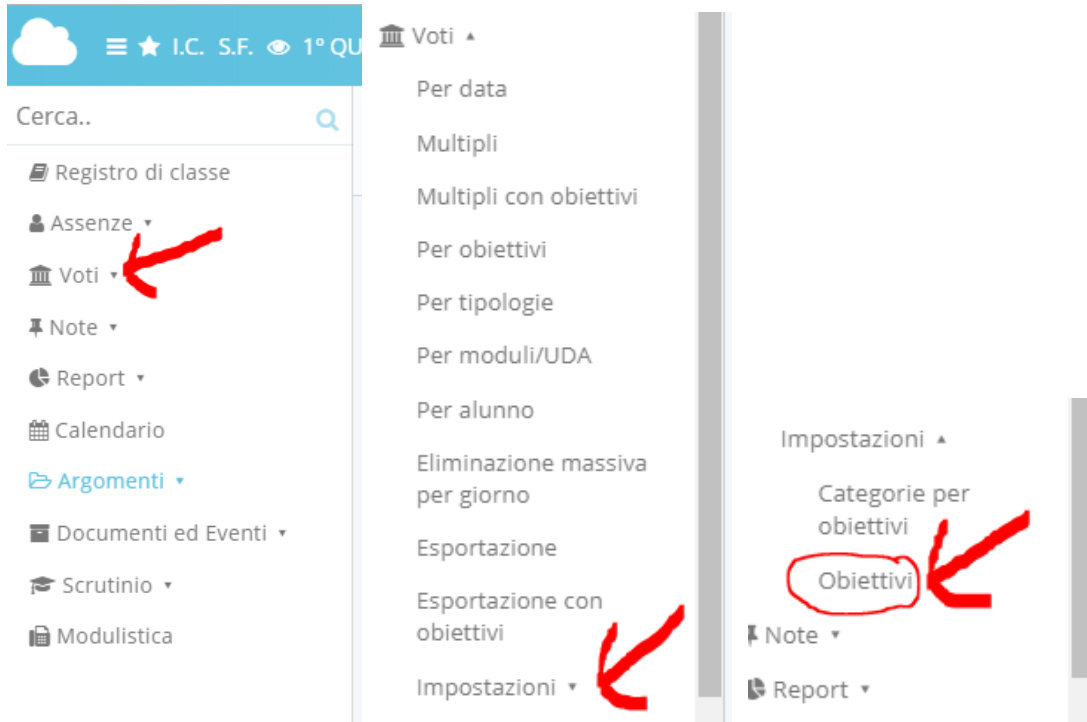 I.C. S.F. 1° QU
Cerca..
Registro di classe
Assenze
Voti
Note
Report
Calendario
Argomenti
Documenti ed Eventi
Scrutinio
Modulistica
Voti
Per data
Multipli
Multipli con obiettivi
Per obiettivi
Per tipologie
Per moduli/UDA
Per alunno
Eliminazione massiva
per giorno
Esportazione
Esportazione con
obiettivi
Impostazioni
Impostazioni
Categorie per
obiettivi
Obiettivi
Note
Report